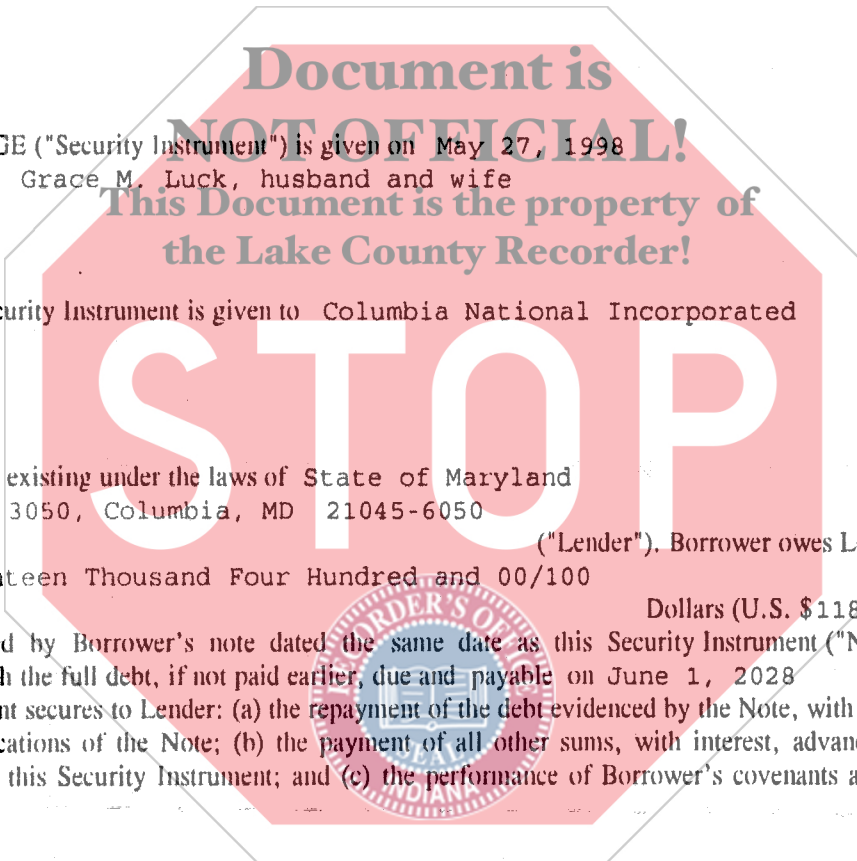 Document is
NOT OFFICIAL!
GE ("Security Instrument") is given on May 27, 1998
Grace M. Luck, husband and wife
This Document is the property of
the Lake County Recorder!
curity Instrument is given to Columbia National Incorporated
STOP
existing under the laws of State of Maryland
3050, Columbia, MD 21045-6050
("Lender"). Borrower owes L
teen Thousand Four Hundred and 00/100
Dollars (U.S. $118
d by Borrower's note dated the same date as this Security Instrument ("N
h the full debt, if not paid earlier, due and payable on June 1, 2028
nt secures to Lender: (a) the repayment of the debt evidenced by the Note, with
cations of the Note; (b) the payment of all other sums, with interest, advanc
this Security Instrument; and (c) the performance of Borrower's covenants a
RECORDER'S OFFICE
SEAL
INDIANA